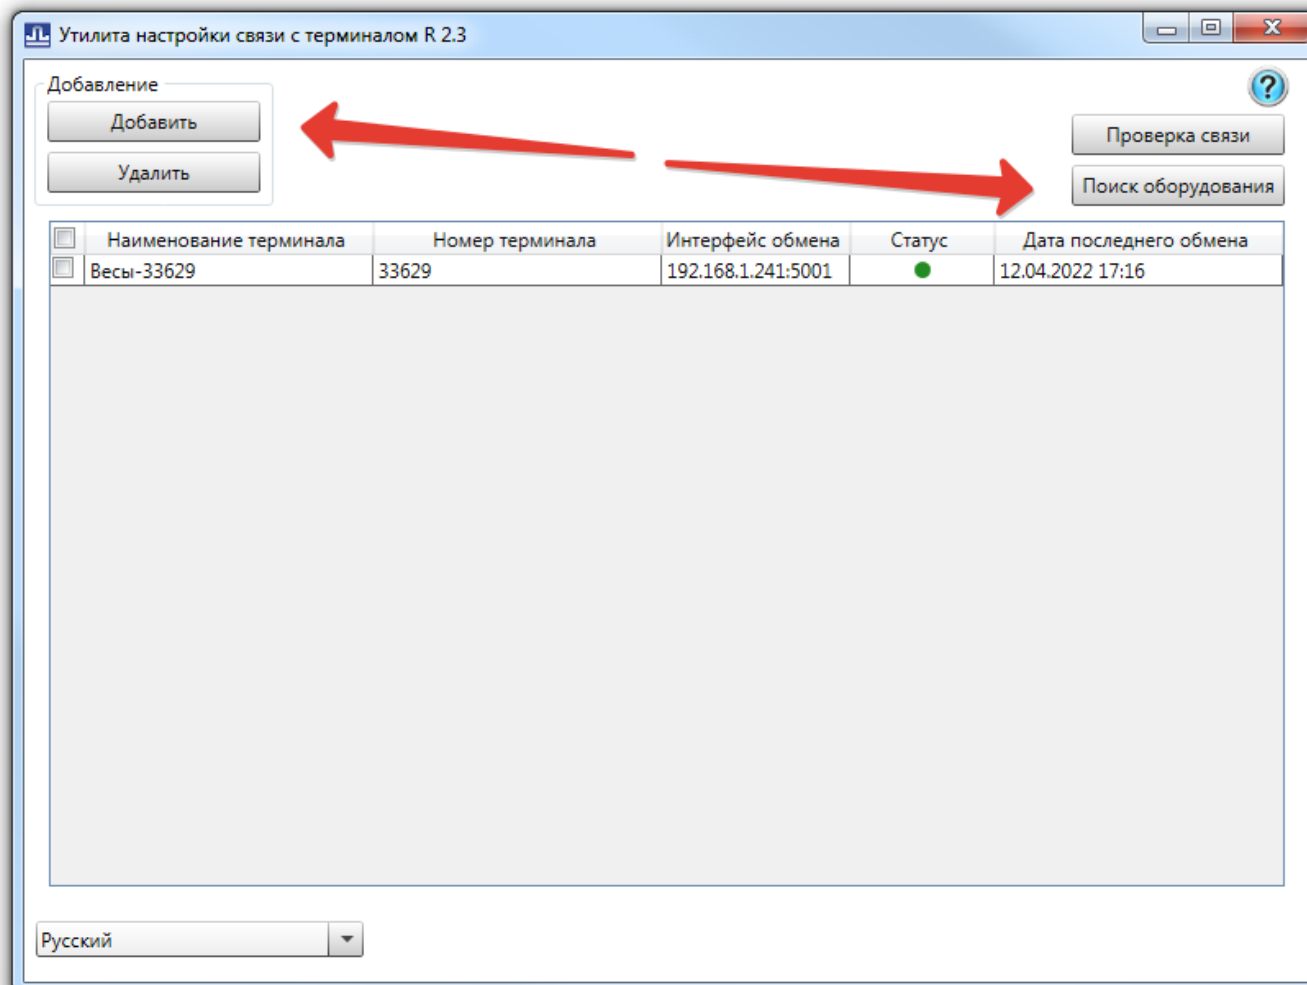 Утилита настройки связи с терминалом R 2.3
Добавление
Добавить
Удалить
?
Проверка связи
Поиск оборудования
Наименование терминала Номер терминала Интерфейс обмена Статус Дата последнего обмена
Весы-33629 33629 192.168.1.241:5001 12.04.2022 17:16
Русский